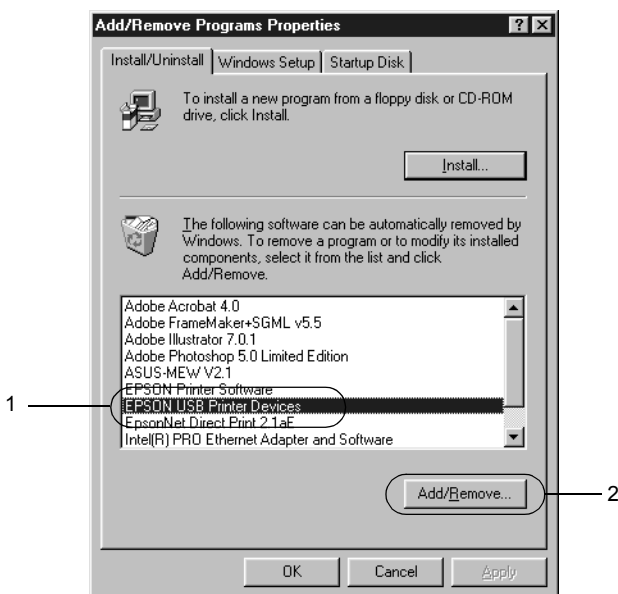 Add/Remove Programs Properties
Install/Uninstall Windows Setup Startup Disk
To install a new program from a floppy disk or CD-ROM
drive, click Install.
Install...
The following software can be automatically removed by
Windows. To remove a program or to modify its installed
components, select it from the list and click
Add/Remove.
Adobe Acrobat 4.0
Adobe FrameMaker+SGML v5.5
Adobe Illustrator 7.0.1
Adobe Photoshop 5.0 Limited Edition
ASUS-MEW V2.1
EPSON Printer Software
1 EPSON USB Printer Devices
EpsonNet Direct Print 2.1aE
Intel(R) PRO Ethernet Adapter and Software
Add/Remove... 2
OK Cancel Apply